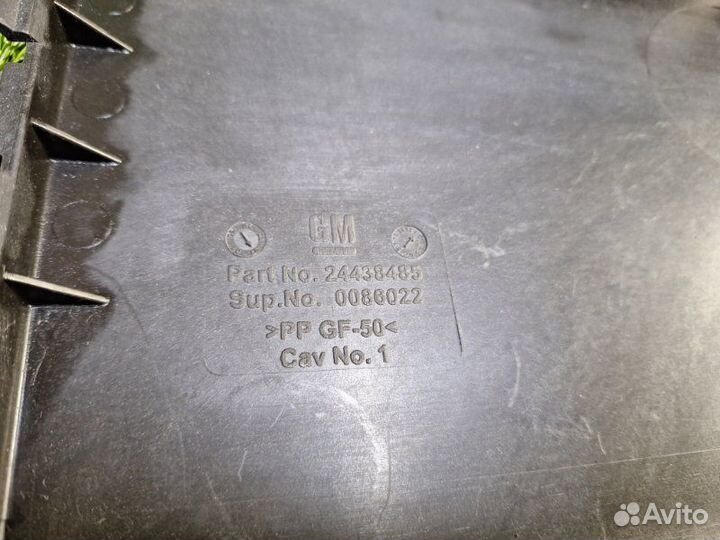 GM
Part No. 24438485
Sup.No. 0086022
>PP GF-50<
Cav No. 1
Avito